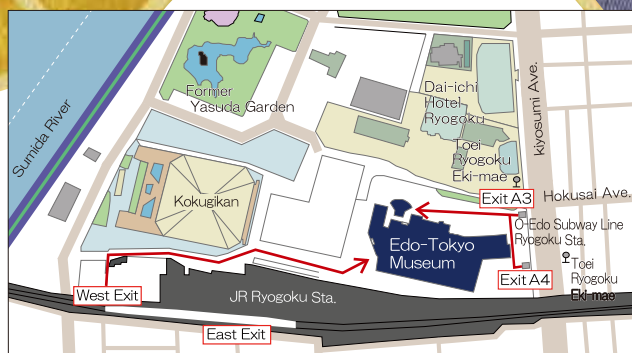 Sumida River
Former
Yasuda Garden
Dai-ichi
Hotel
Ryogoku
kiyosumi Ave.
Toei
Ryogoku
Eki-mae
Kokugikan
Exit A3
Hokusai Ave.
O-Edo Subway Line
Ryogoku Sta.
Edo-Tokyo
Museum
Exit A4
Toei
Ryogoku
Eki-mae
West Exit
JR Ryogoku Sta.
East Exit